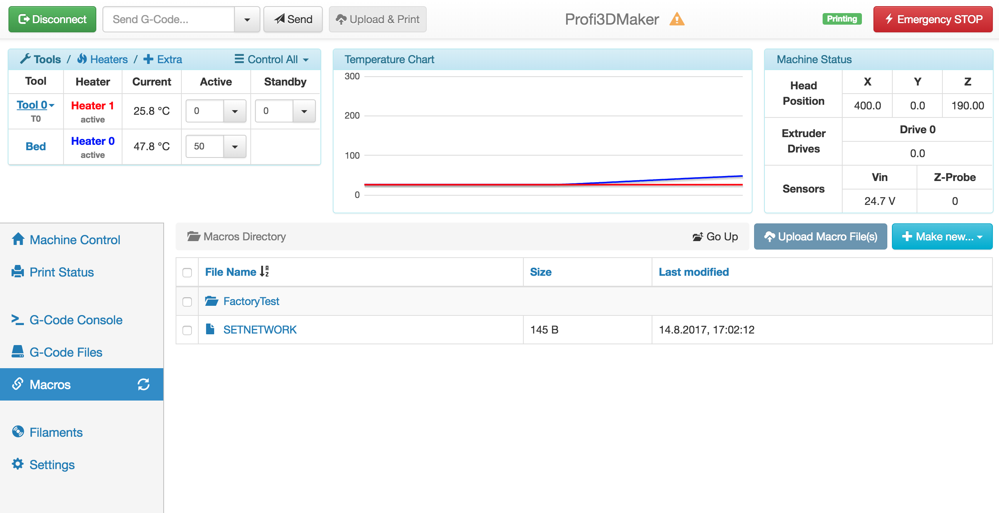 Disconnect Send G-Code... Send Upload & Print Profi3DMaker Printing Emergency STOP
Tools / Heaters / Extra Control All
Tool Heater Current Active Standby
Tool 0 Heater 1 25.8 °C 0 0
T0 active
Bed Heater 0 47.8 °C 50
active
Temperature Chart
300
200
100
0
Machine Status
Head Position X Y Z
400.0 0.0 190.00
Extruder Drives Drive 0
0.0
Sensors Vin Z-Probe
24.7 V 0
Machine Control
Print Status
G-Code Console
G-Code Files
Macros
Filaments
Settings
Macros Directory Go Up Upload Macro File(s) Make new...
File Name Size Last modified
FactoryTest
SETNETWORK 145 B 14.8.2017, 17:02:12